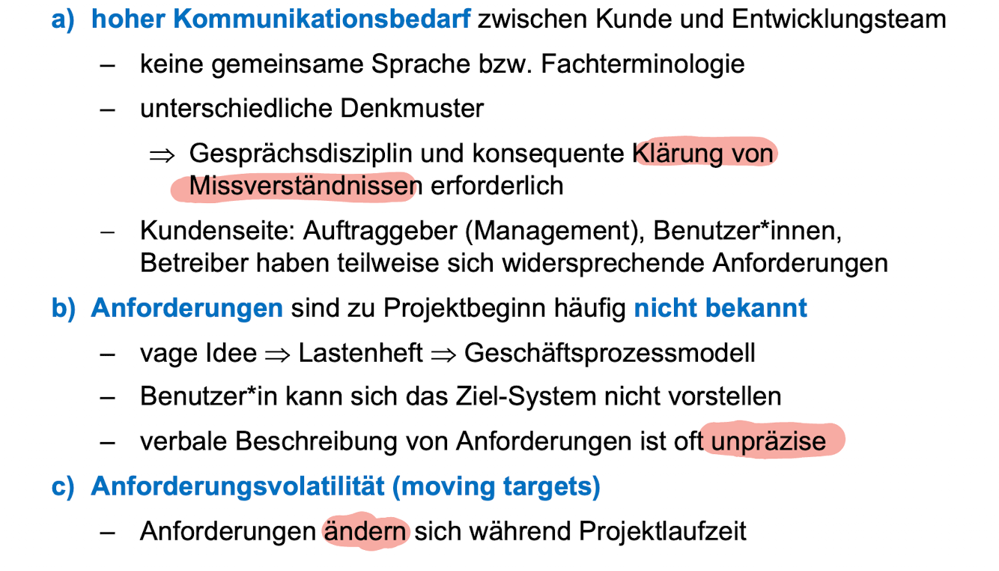 a) hoher Kommunikationsbedarf zwischen Kunde und Entwicklungsteam
– keine gemeinsame Sprache bzw. Fachterminologie
– unterschiedliche Denkmuster
⇒ Gesprächsdisziplin und konsequente Klärung von
Missverständnissen erforderlich
– Kundenseite: Auftraggeber (Management), Benutzer*innen,
Betreiber haben teilweise sich widersprechende Anforderungen
b) Anforderungen sind zu Projektbeginn häufig nicht bekannt
– vage Idee ⇒ Lastenheft ⇒ Geschäftsprozessmodell
– Benutzer*in kann sich das Ziel-System nicht vorstellen
– verbale Beschreibung von Anforderungen ist oft unpräzise
c) Anforderungsvolatilität (moving targets)
– Anforderungen ändern sich während Projektlaufzeit